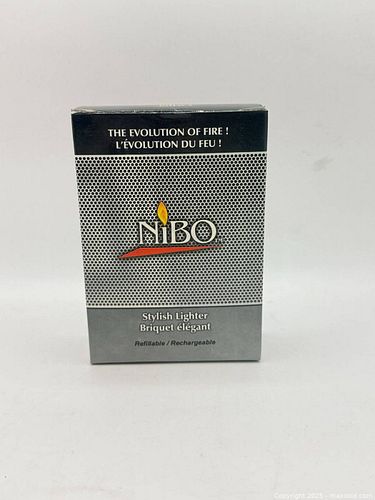 THE EVOLUTION OF FIRE !
L'ÉVOLUTION DU FEU !
NiBO
Stylish Lighter
Briquet élégant
Refillable / Rechargeable